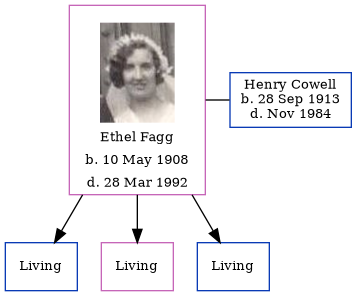 Ethel Fagg
b. 10 May 1908
d. 28 Mar 1992
Henry Cowell
b. 28 Sep 1913
d. Nov 1984
Living
Living
Living